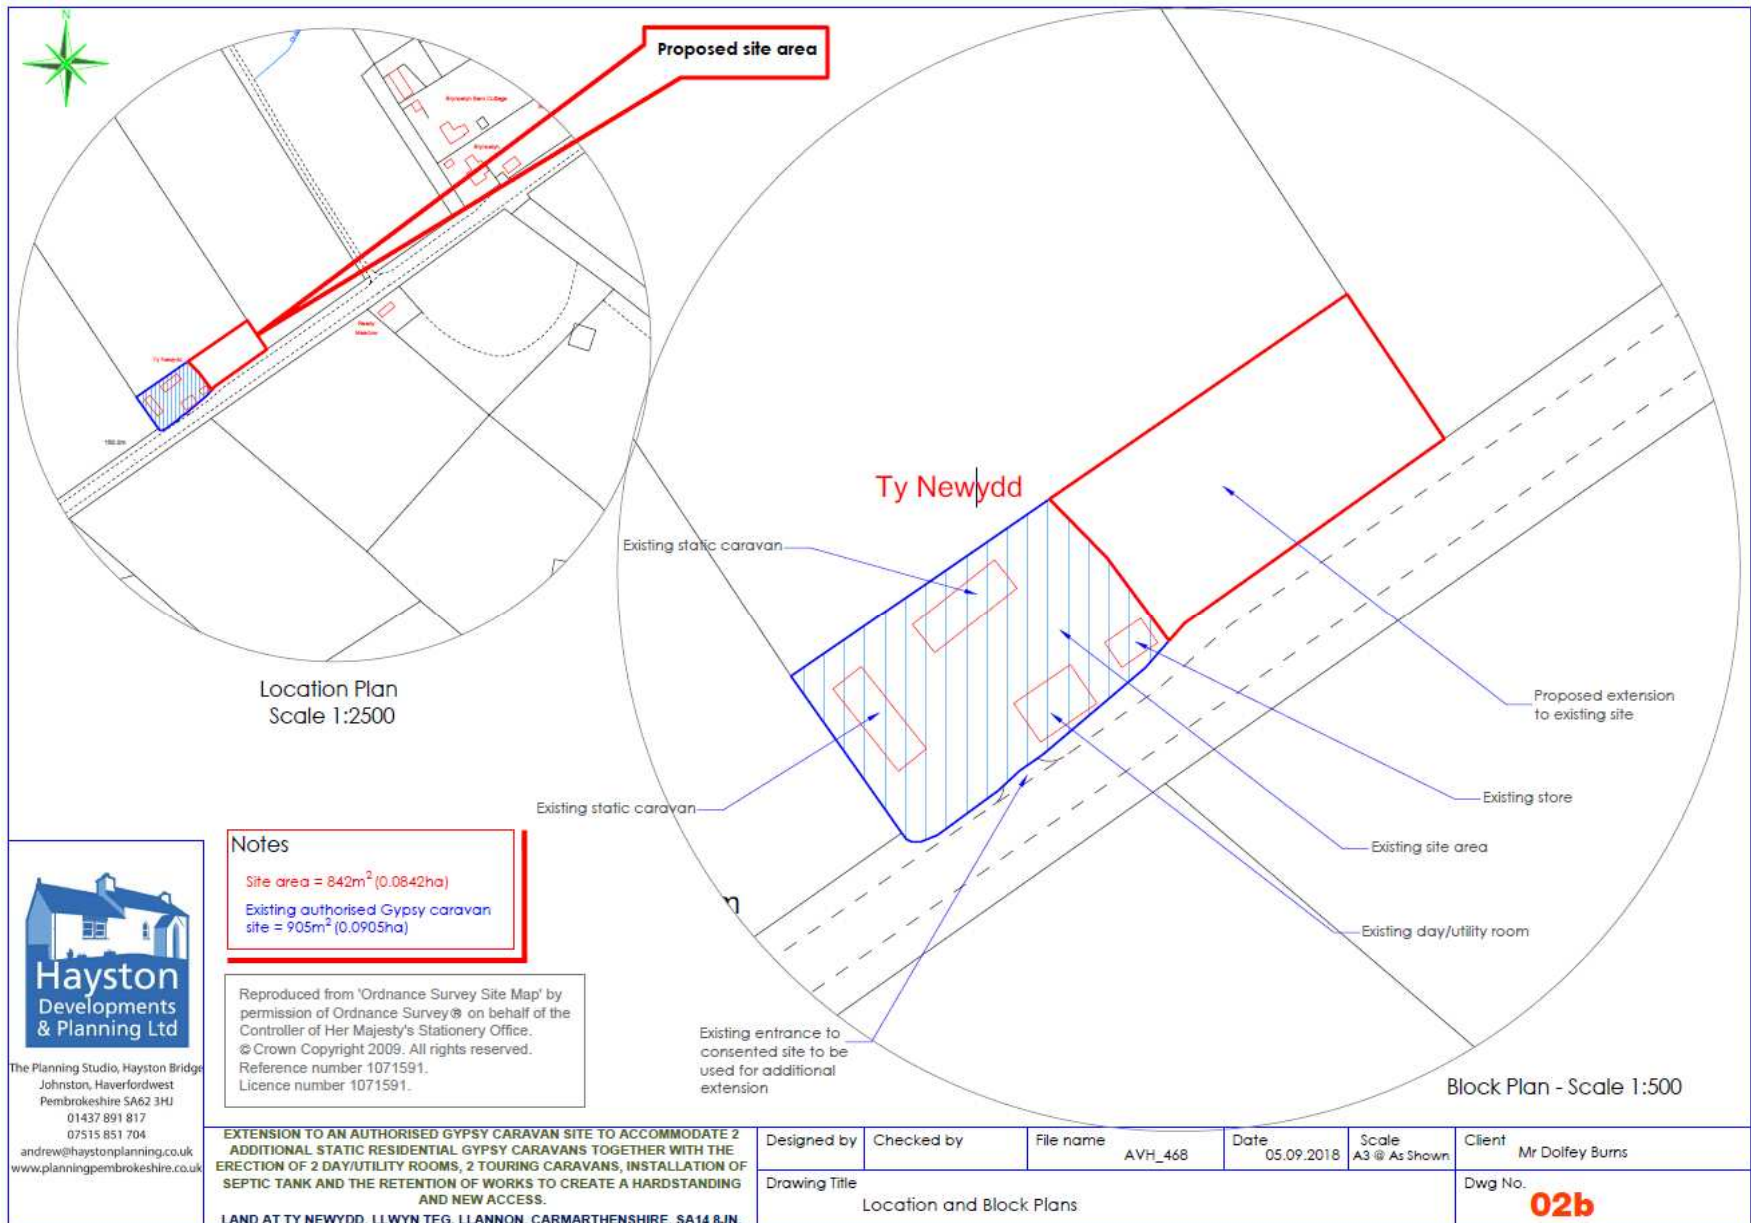 N
Proposed site area
Ty Newydd
Location Plan
Scale 1:2500
Ty Newydd
Existing static caravan
Existing static caravan
Proposed extension
to existing site
Existing store
Existing site area
Existing day/utility room
Existing entrance to
consented site to be
used for additional
extension
Block Plan - Scale 1:500
Notes
Site area = 842m² (0.0842ha)
Existing authorised Gypsy caravan
site = 905m² (0.0905ha)
Reproduced from 'Ordnance Survey Site Map' by
permission of Ordnance Survey ® on behalf of the
Controller of Her Majesty's Stationery Office.
© Crown Copyright 2009. All rights reserved.
Reference number 1071591.
Licence number 1071591.
Hayston
Developments
& Planning Ltd
The Planning Studio, Hayston Bridge
Johnston, Haverfordwest
Pembrokeshire SA62 3HJ
01437 891 817
07515 851 704
andrew@haystonplanning.co.uk
www.planningpembrokeshire.co.uk
EXTENSION TO AN AUTHORISED GYPSY CARAVAN SITE TO ACCOMMODATE 2
ADDITIONAL STATIC RESIDENTIAL GYPSY CARAVANS TOGETHER WITH THE
ERECTION OF 2 DAY/UTILITY ROOMS, 2 TOURING CARAVANS, INSTALLATION OF
SEPTIC TANK AND THE RETENTION OF WORKS TO CREATE A HARDSTANDING
AND NEW ACCESS.
LAND AT TY NEWYDD, LLWYN TEG, LLANNON, CARMARTHENSHIRE, SA14 8JN
Designed by
Checked by
File name
AVH_468
Date
05.09.2018
Scale
A3 @ As Shown
Client
Mr Dolfey Burns
Drawing Title
Location and Block Plans
Dwg No.
02b